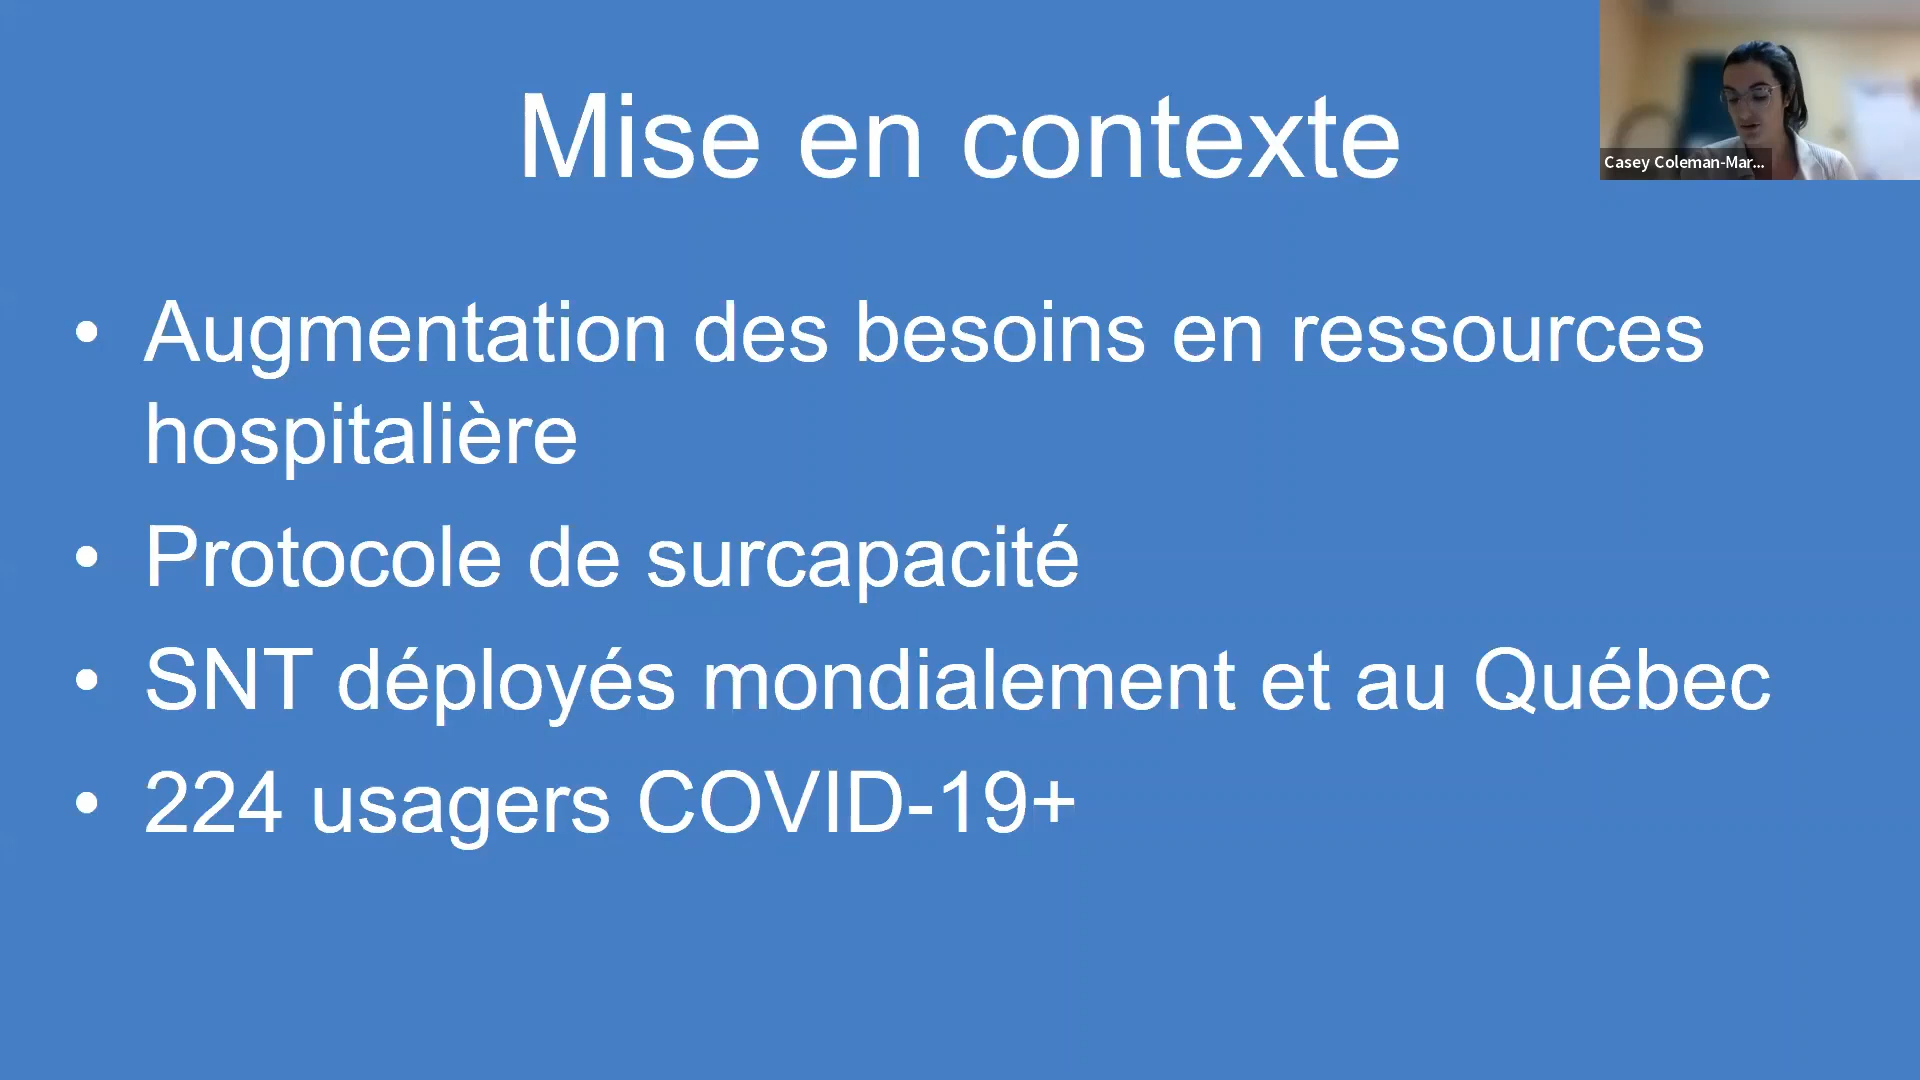 Mise en contexte
Casey Coleman-Mar...
• Augmentation des besoins en ressources
hospitalière
• Protocole de surcapacité
• SNT déployés mondialement et au Québec
• 224 usagers COVID-19+